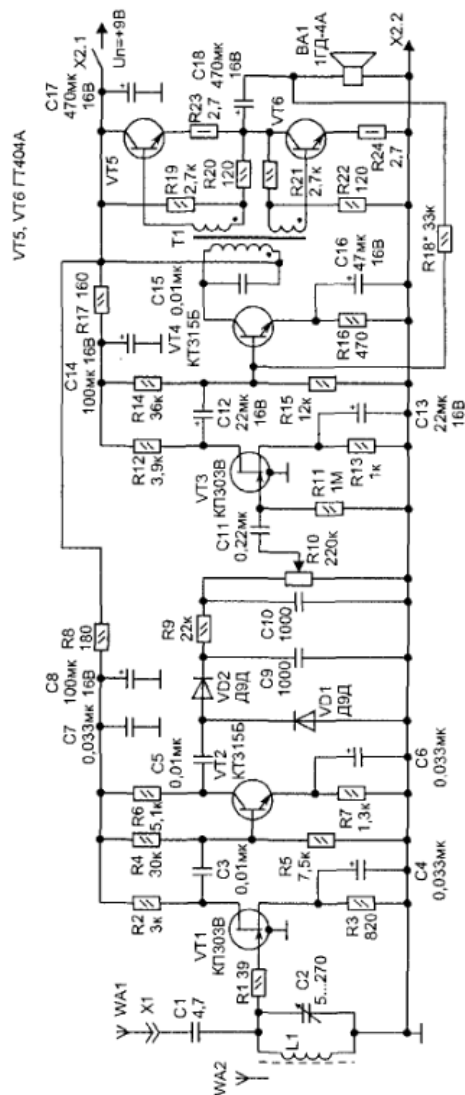 VT5, VT6 ГТ404А
WA1
X1
C1
4,7
WA2
L1
C2
5...270
R1 39
VT1
КП303В
R2
3к
R3
820
C4
0,033мк
C3
0,01мк
R4
30к
R5
7,5к
R6
5,1к
VT2
КТ315Б
R7
1,3к
C6
0,033мк
C5
0,01мк
C7
0,033мк
C8
100мк
16В
R8
180
VD2
Д9Д
VD1
Д9Д
C9
1000
R9
22к
C10
1000
R10
220к
C11
0,22мк
R11
1М
VT3
КП303В
R12
3,9к
R13
1к
C13
22мк
16В
C12
22мк
16В
R14
36к
R15
12к
C14
100мк 16В
R17 160
VT4
КТ315Б
R16
470
C16
47мк
16В
C15
0,01мк
T1
R18* 33к
R19
2,7к
R20
120
R21
2,7к
R22
120
VT5
R23
2,7
VT6
R24
2,7
C17
470мк
16В
C18
470мк
16В
X2.1
Uп=+9В
ВА1
1ГД-4А
X2.2